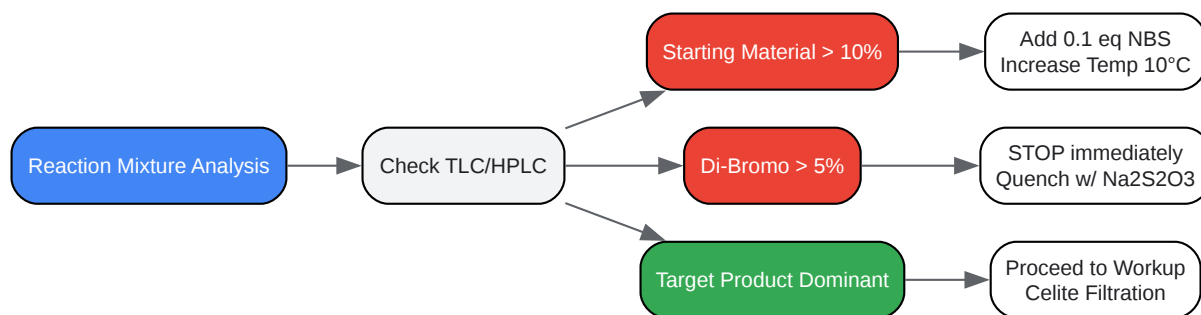 Reaction Mixture Analysis
Check TLC/HPLC
Starting Material > 10%
Add 0.1 eq NBS
Increase Temp 10°C
Di-Bromo > 5%
STOP immediately
Quench w/ Na2S2O3
Target Product Dominant
Proceed to Workup
Celite Filtration